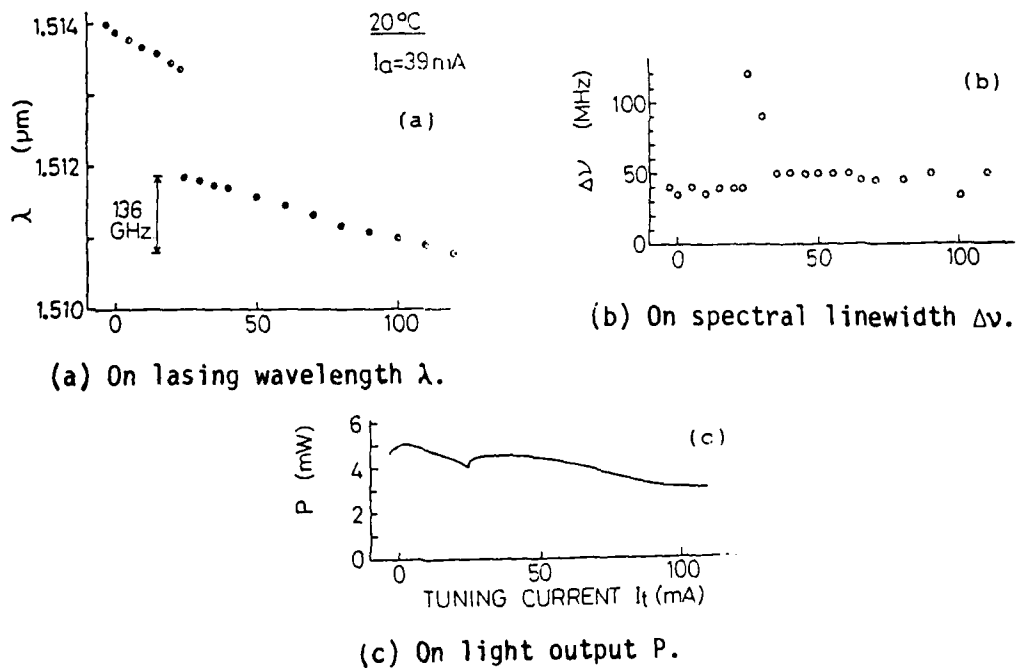 1.514
20°C
Ia=39mA
(a)
λ (μm)
1.512
136
GHz
1.510
0 50 100
(a) On lasing wavelength λ.
(b)
Δν (MHz)
100
50
0
0 50 100
(b) On spectral linewidth Δν.
(c)
P (mW)
6
4
2
0
0 50 100
TUNING CURRENT It (mA)
(c) On light output P.